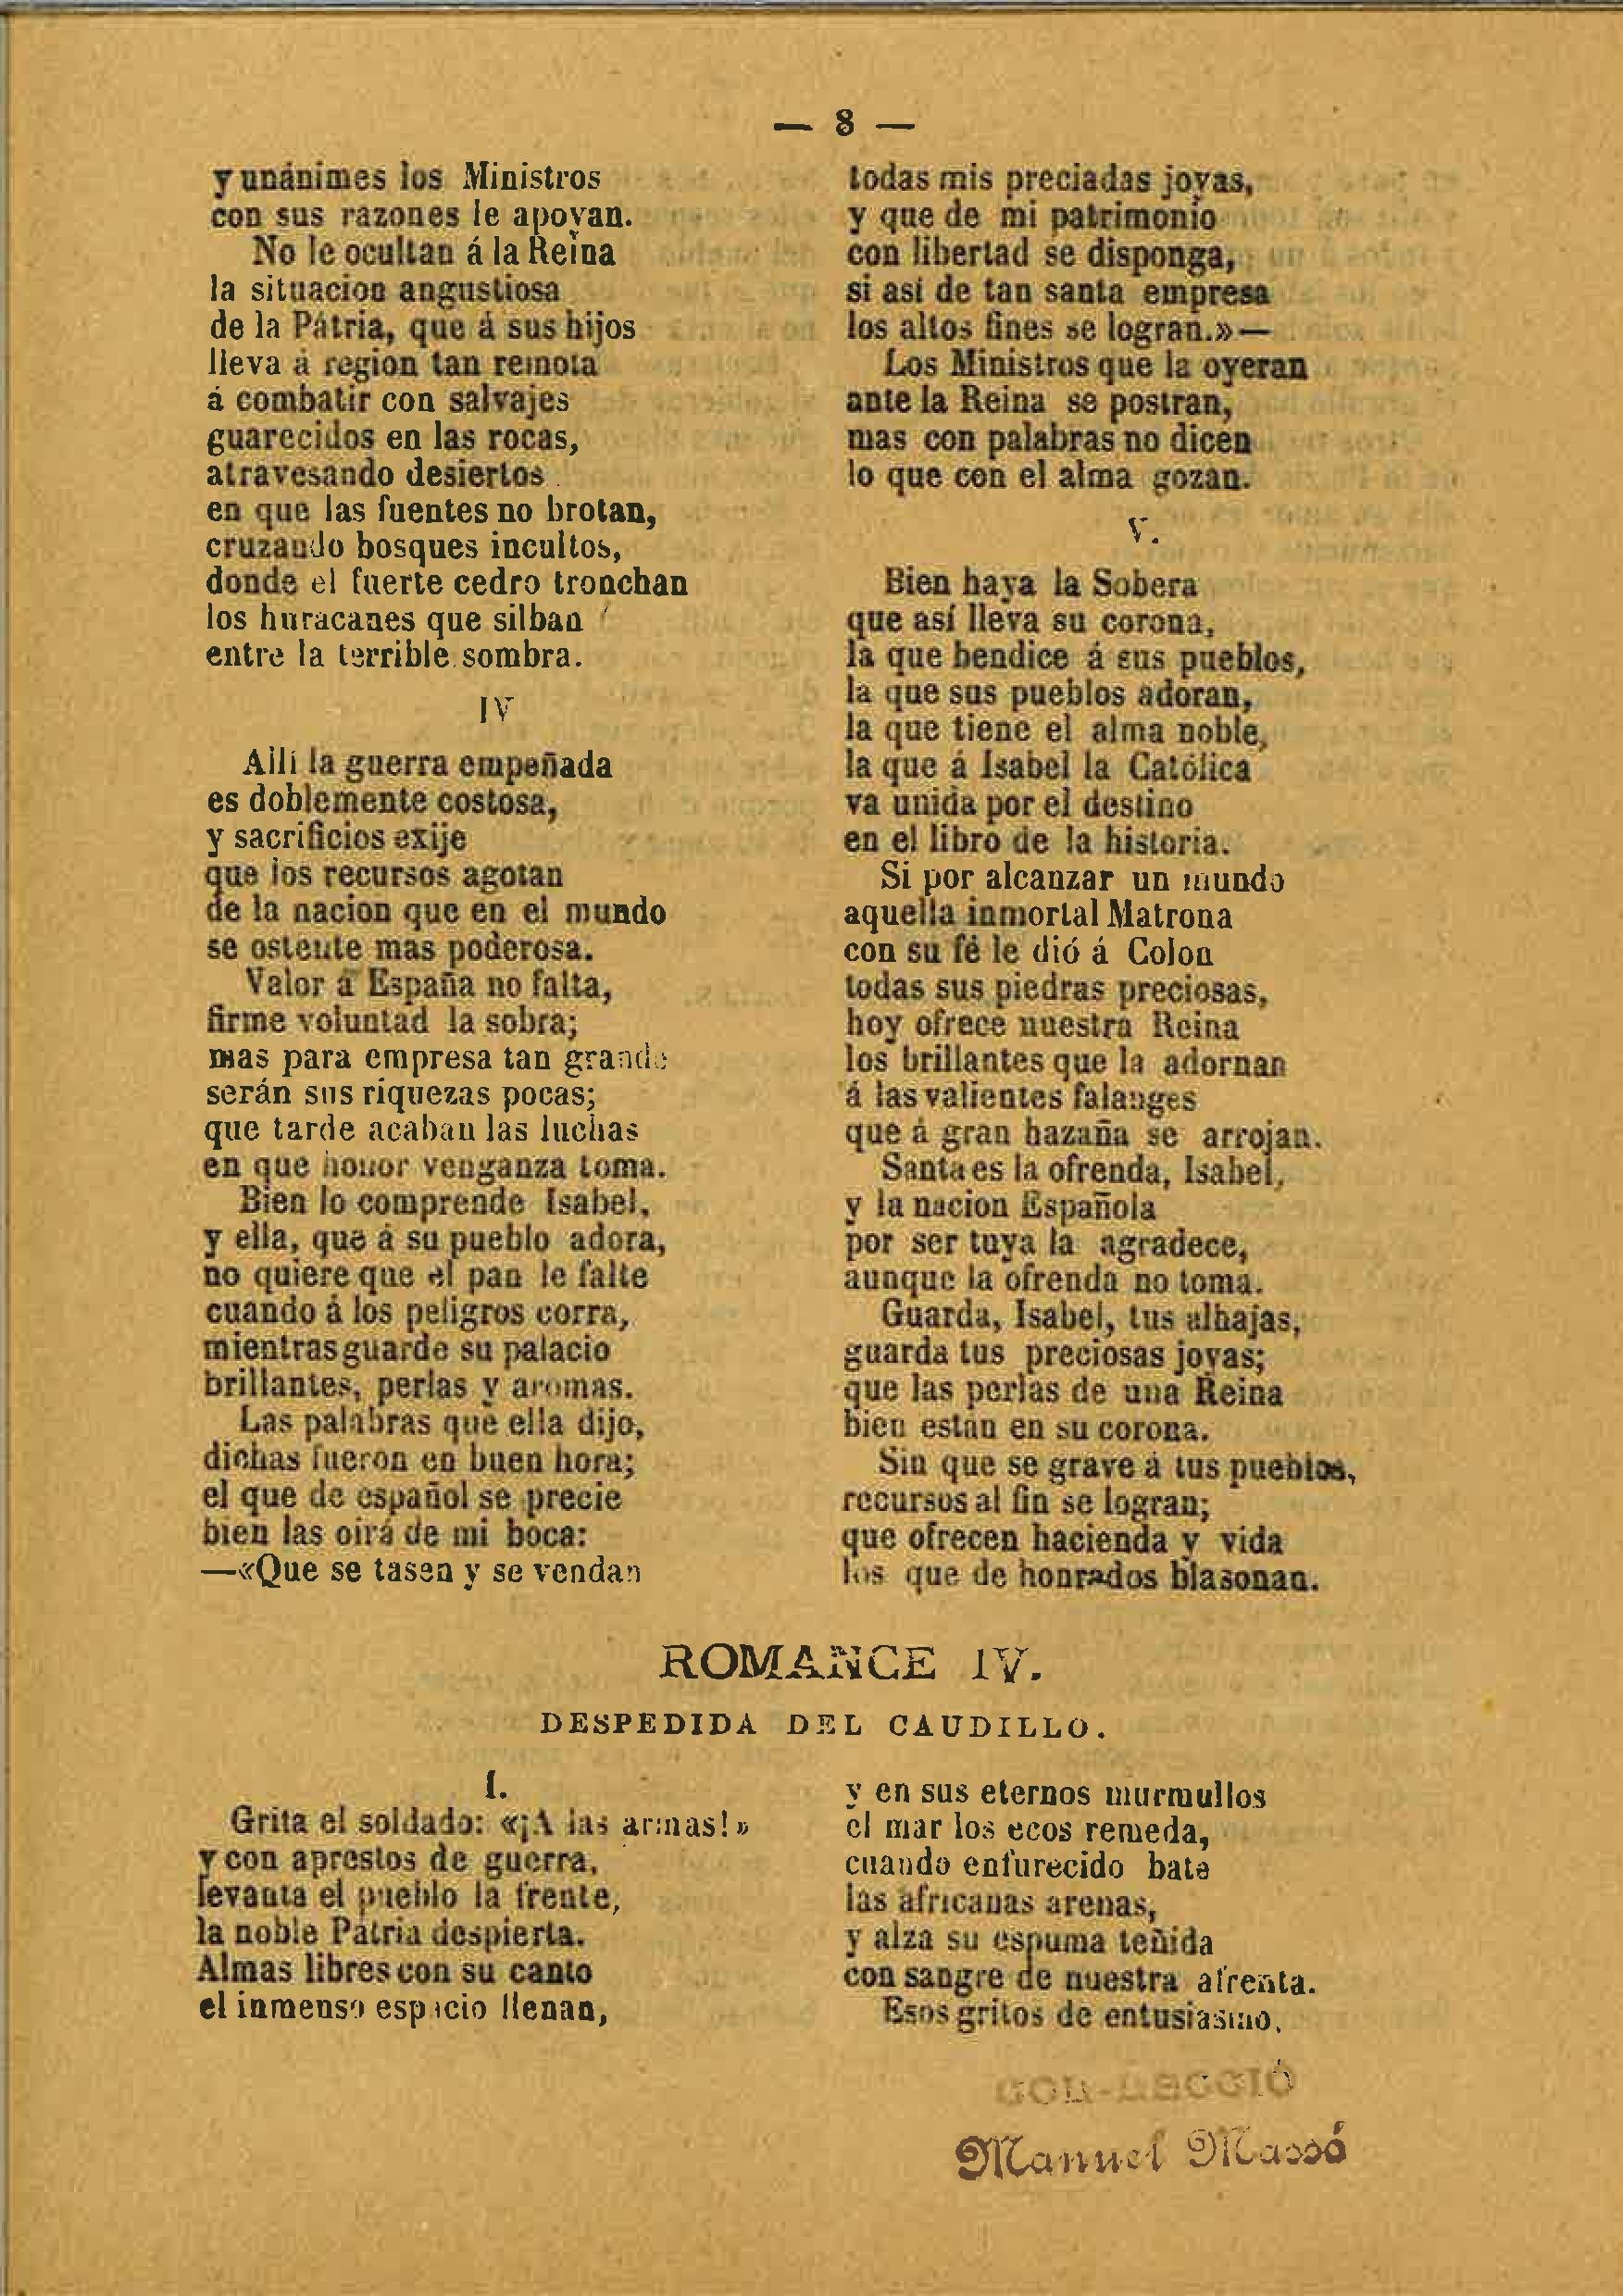 — 8 —
y unánimes los Ministros
con sus razones le apoyan.
No le ocultan á la Reina
la situacion angustiosa
de la Pátria, que á sus hijos
lleva á region tan remota
á combatir con salvajes
guarecidos en las rocas,
atravesando desiertos
en que las fuentes no brotan,
cruzando bosques incultos,
donde el fuerte cedro tronchan
los huracanes que silban
entre la terrible sombra.
IV
Allí la guerra empeñada
es doblemente costosa,
y sacrificios exije
que los recursos agotan
de la nacion que en el mundo
se ostente mas poderosa.
Valor á España no falta,
firme voluntad la sobra;
mas para empresa tan grande
serán sus riquezas pocas;
que tarde acaban las luchas
en que honor venganza toma.
Bien lo comprende Isabel,
y ella, que á su pueblo adora,
no quiere que el pan le falte
cuando á los peligros corra,
mientras guarde su palacio
brillantes, perlas y aromas.
Las palabras que ella dijo,
dichas fueron en buen hora;
el que de español se precie
bien las oirá de mi boca:
—«Que se tasen y se vendan
todas mis preciadas joyas,
y que de mi patrimonio
con libertad se disponga,
si asi de tan santa empresa
los altos fines se logran.»—
Los Ministros que la oyeran
ante la Reina se postran,
mas con palabras no dicen
lo que con el alma gozan.
V.
Bien haya la Sobera
que así lleva su corona,
la que bendice á sus pueblos,
la que sus pueblos adoran,
la que tiene el alma noble,
la que á Isabel la Católica
va unida por el destino
en el libro de la historia.
Si por alcanzar un mundo
aquella inmortal Matrona
con su fé le dió á Colon
todas sus piedras preciosas,
hoy ofrece nuestra Reina
los brillantes que la adornan
á las valientes falanges
que á gran hazaña se arrojan.
Santa es la ofrenda, Isabel,
y la nacion Española
por ser tuya la agradece,
aunque la ofrenda no toma.
Guarda, Isabel, tus alhajas,
guarda tus preciosas joyas;
que las perlas de una Reina
bien están en su corona.
Sin que se grave á tus pueblos,
recursos al fin se logran;
que ofrecen hacienda y vida
los que de honrados blasonan.
ROMANCE IV.
DESPEDIDA DEL CAUDILLO.
I.
Grita el soldado: «¡A las armas!»
y con aprestos de guerra,
levanta el pueblo la frente,
la noble Pátria despierta.
Almas libres con su canto
el inmenso espacio llenan,
y en sus eternos murmullos
el mar los ecos remeda,
cuando enfurecido bate
las africanas arenas,
y alza su espuma teñida
con sangre de nuestra afrenta.
Esos gritos de entusiasmo,
COL-LECCIÓ
Manuel Massó